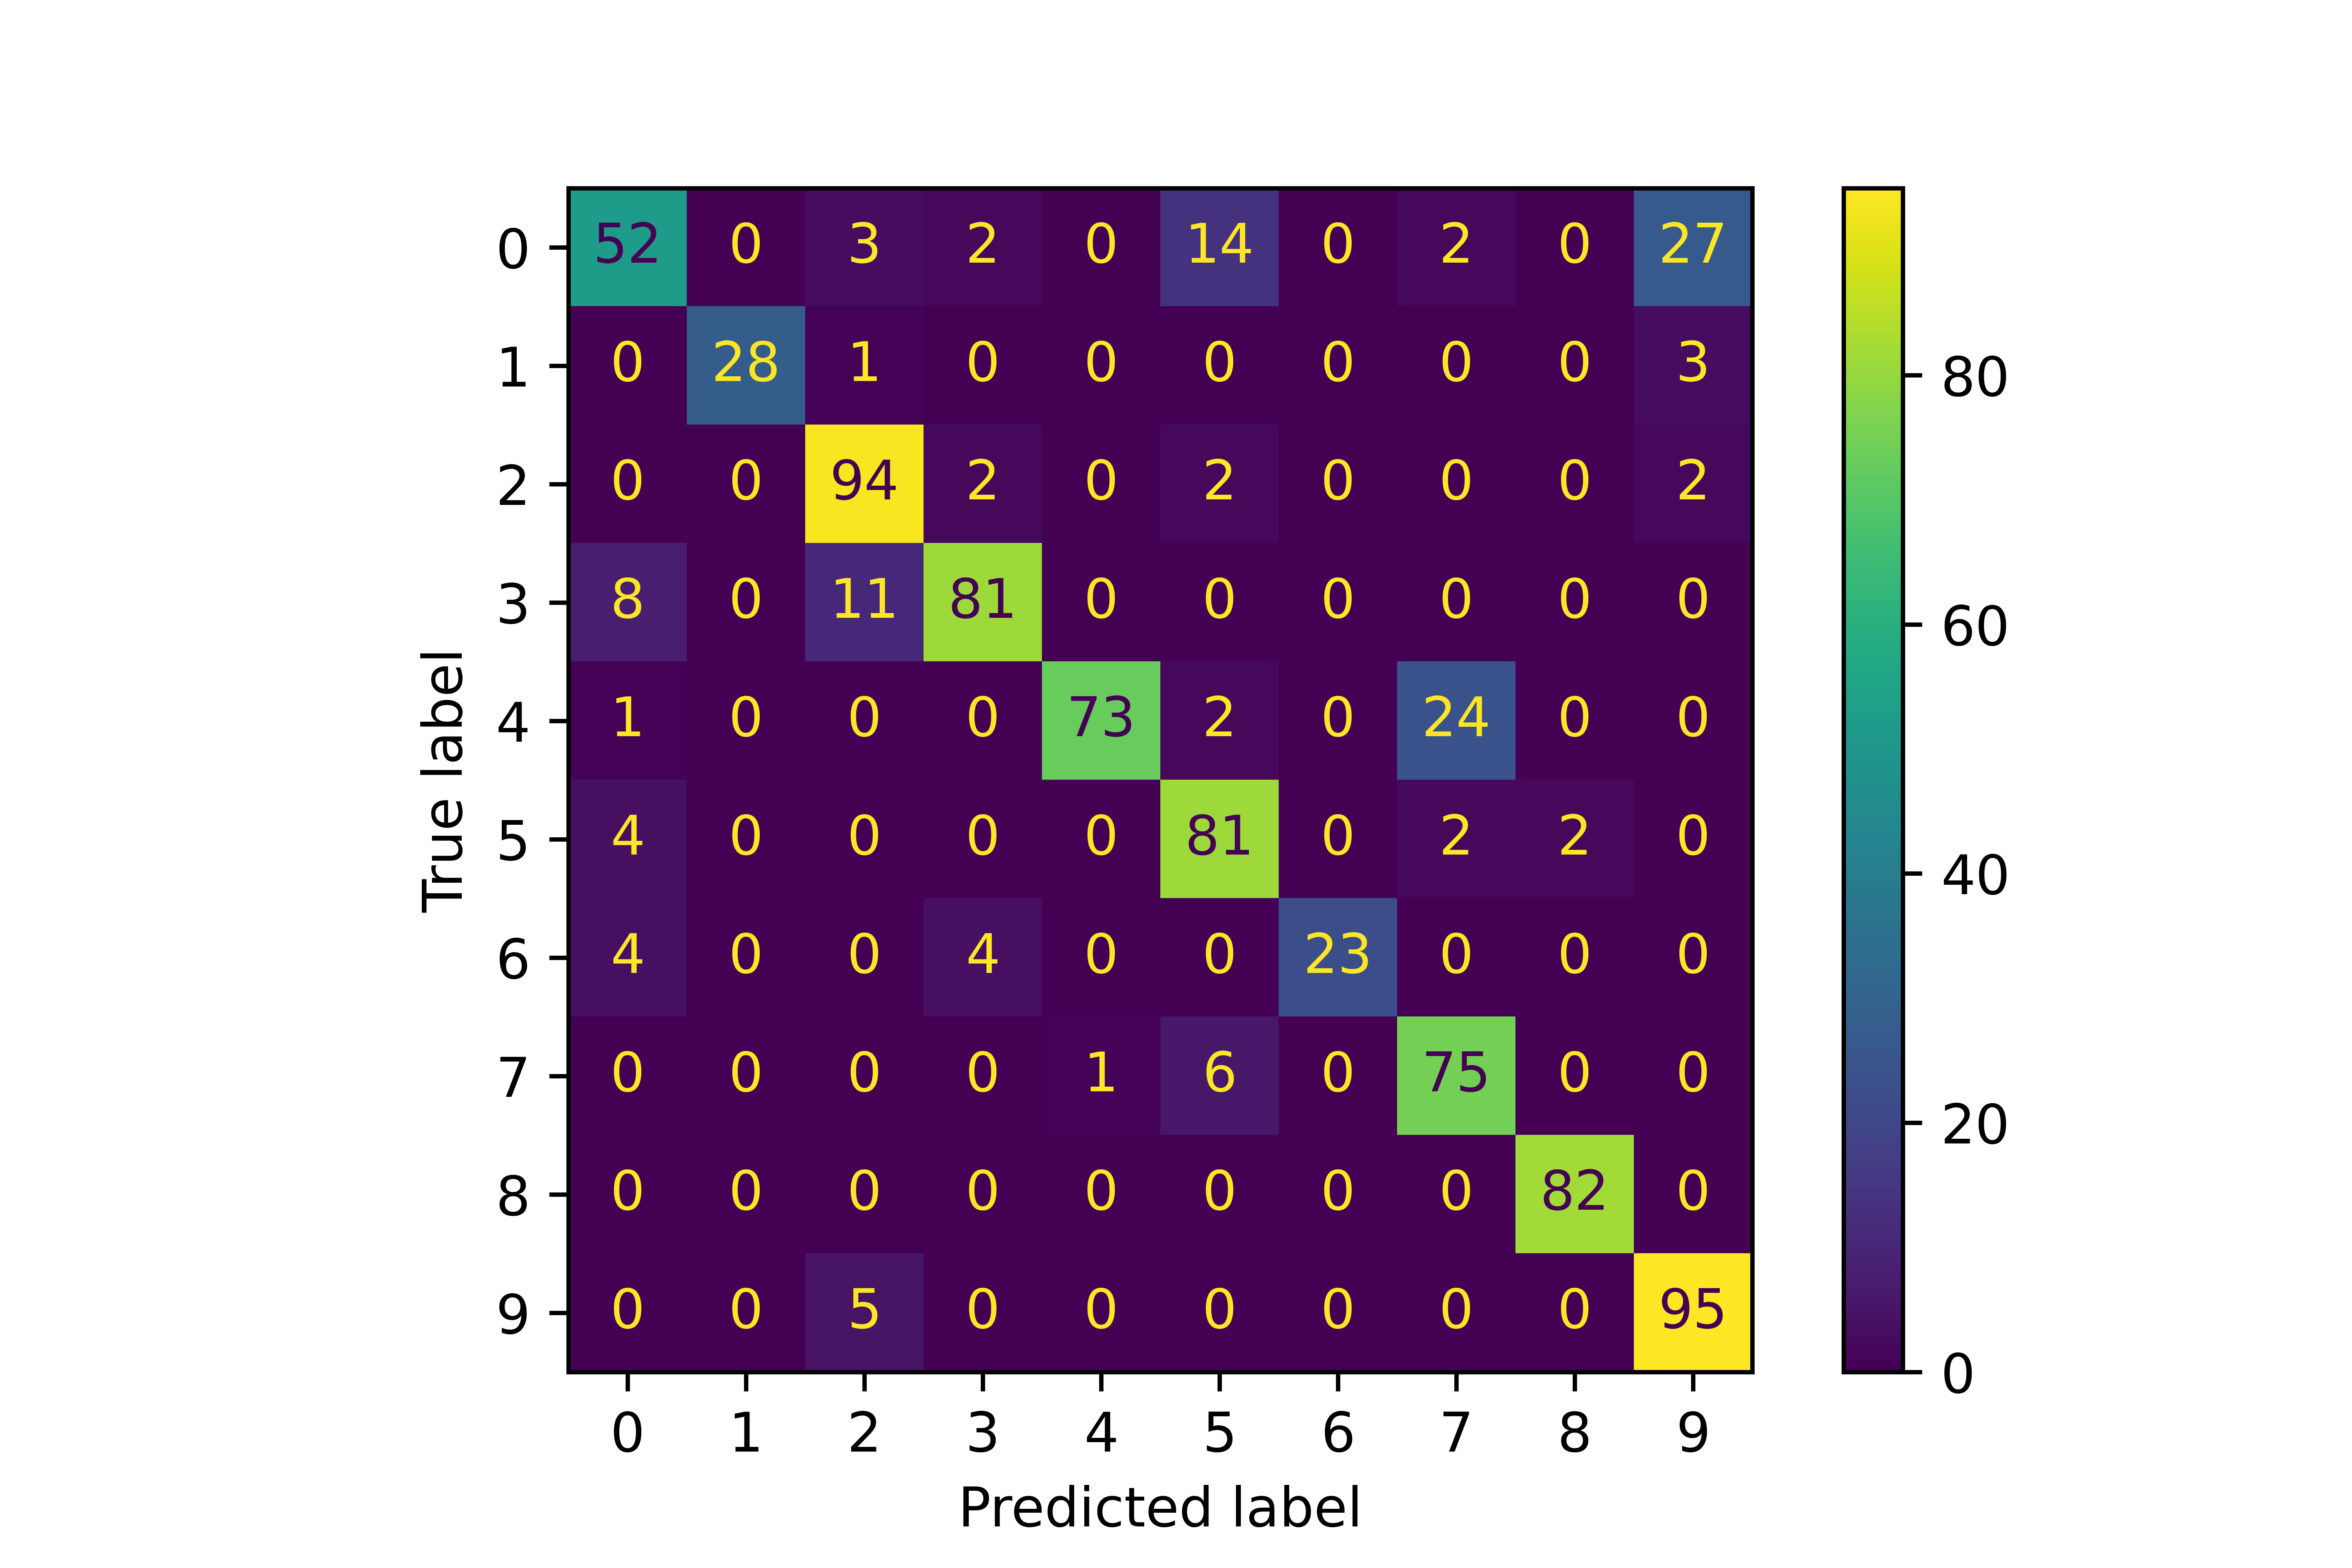 0 52 0 3 2 0 14 0 2 0 27
1 0 28 1 0 0 0 0 0 0 3
2 0 0 94 2 0 2 0 0 0 2
3 8 0 11 81 0 0 0 0 0 0
4 1 0 0 0 73 2 0 24 0 0
5 4 0 0 0 0 81 0 2 2 0
6 4 0 0 4 0 0 23 0 0 0
7 0 0 0 0 1 6 0 75 0 0
8 0 0 0 0 0 0 0 0 82 0
9 0 0 5 0 0 0 0 0 0 95
0 1 2 3 4 5 6 7 8 9
Predicted label
True label
80
60
40
20
0